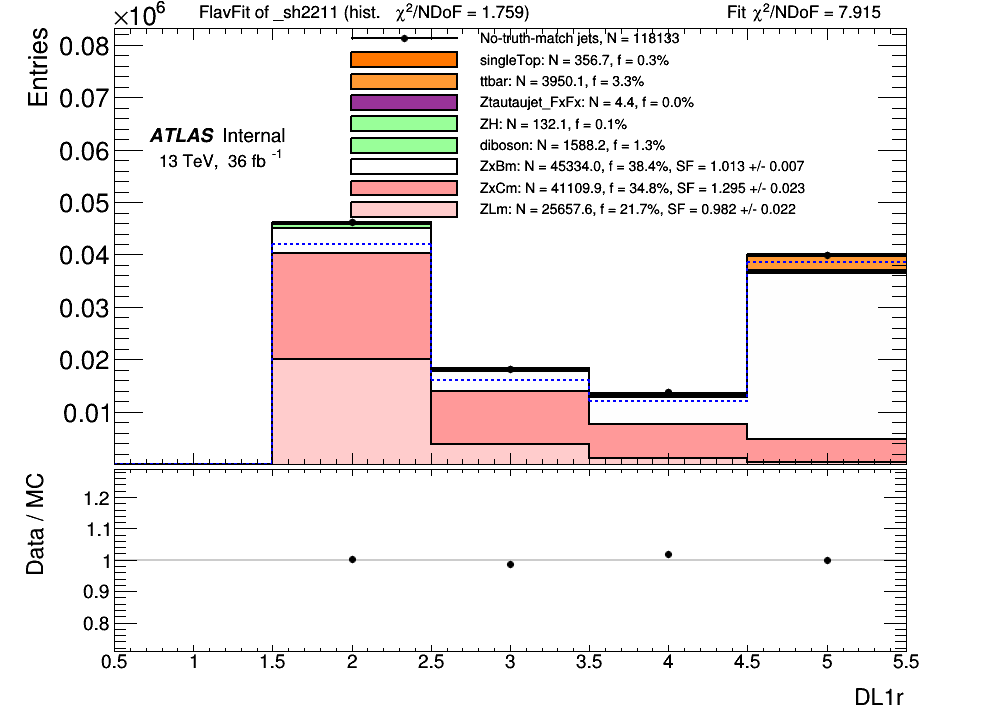 ×10⁶
FlavFit of _sh2211 (hist. χ²/NDoF = 1.759)
Fit χ²/NDoF = 7.915
Entries
0.08
0.07
0.06
0.05
0.04
0.03
0.02
0.01
No-truth-match jets, N = 118133
singleTop: N = 356.7, f = 0.3%
ttbar: N = 3950.1, f = 3.3%
Ztautaujet_FxFx: N = 4.4, f = 0.0%
ZH: N = 132.1, f = 0.1%
diboson: N = 1588.2, f = 1.3%
ZxBm: N = 45334.0, f = 38.4%, SF = 1.013 +/- 0.007
ZxCm: N = 41109.9, f = 34.8%, SF = 1.295 +/- 0.023
ZLm: N = 25657.6, f = 21.7%, SF = 0.982 +/- 0.022
ATLAS Internal
13 TeV, 36 fb⁻¹
Data / MC
1.2
1.1
1
0.9
0.8
0.5 1 1.5 2 2.5 3 3.5 4 4.5 5 5.5
DL1r